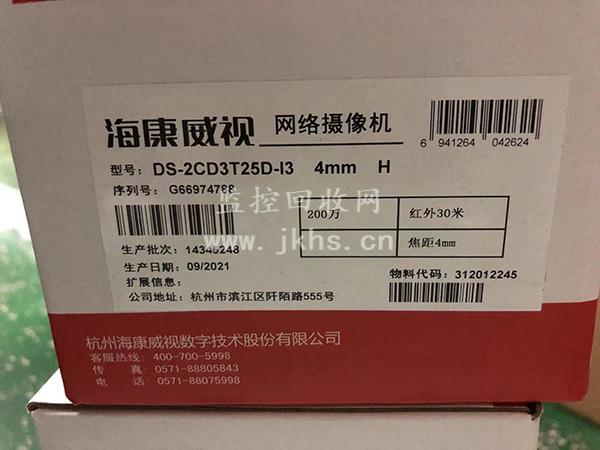 海康威视 网络摄像机
6 941264 042624
型号: DS-2CD3T25D-I3 4mm H
序列号: G66974788
监控回收网
www.jkhs.cn
200万 红外30米
焦距4mm
生产批次: 14345248
生产日期: 09/2021
物料代码: 312012245
扩展信息:
公司地址: 杭州市滨江区阡陌路555号
杭州海康威视数字技术股份有限公司
客服热线: 400-700-5998
传 真: 0571-88805843
电 话: 0571-88075998